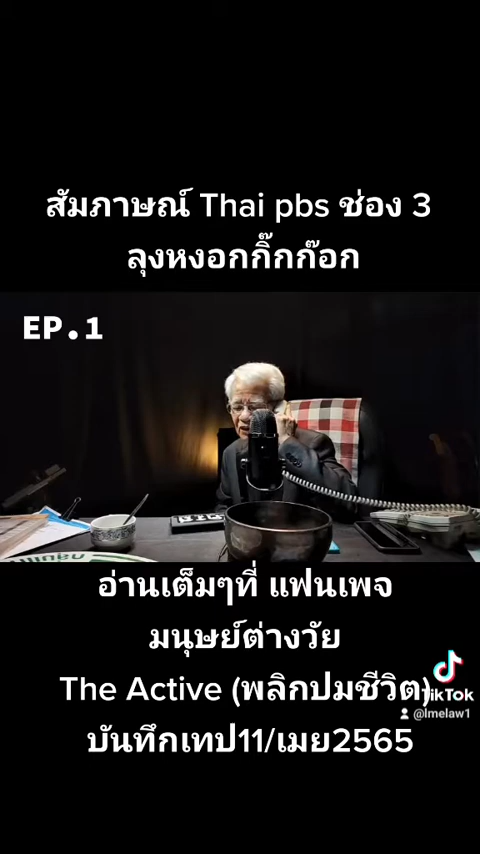 สัมภาษณ์ Thai pbs ช่อง 3
ลุงหงอกกิ๊กก๊อก
EP.1
อ่านเต็มๆที่ แฟนเพจ
มนุษย์ต่างวัย
The Active (พลิกปมชีวิต)
บันทึกเทป11/เมย2565
TikTok
@lmelaw1